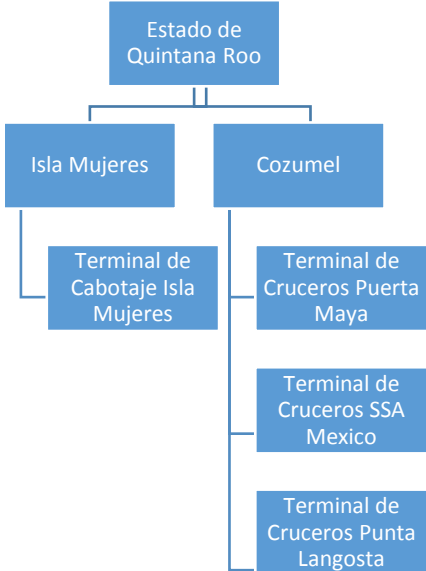 Estado de
Quintana Roo
Isla Mujeres
Cozumel
Terminal de
Cabotaje Isla
Mujeres
Terminal de
Cruceros Puerta
Maya
Terminal de
Cruceros SSA
Mexico
Terminal de
Cruceros Punta
Langosta